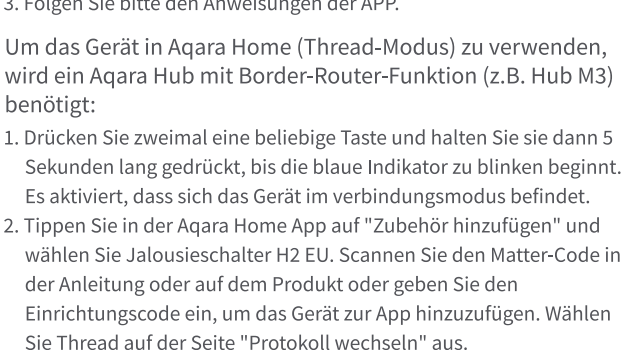 3. Folgen Sie bitte den Anweisungen der APP.
Um das Gerät in Aqara Home (Thread-Modus) zu verwenden,
wird ein Aqara Hub mit Border-Router-Funktion (z.B. Hub M3)
benötigt:
1. Drücken Sie zweimal eine beliebige Taste und halten Sie sie dann 5
Sekunden lang gedrückt, bis die blaue Indikator zu blinken beginnt.
Es aktiviert, dass sich das Gerät im verbindungsmodus befindet.
2. Tippen Sie in der Aqara Home App auf "Zubehör hinzufügen" und
wählen Sie Jalousieschalter H2 EU. Scannen Sie den Matter-Code in
der Anleitung oder auf dem Produkt oder geben Sie den
Einrichtungscode ein, um das Gerät zur App hinzuzufügen. Wählen
Sie Thread auf der Seite "Protokoll wechseln" aus.